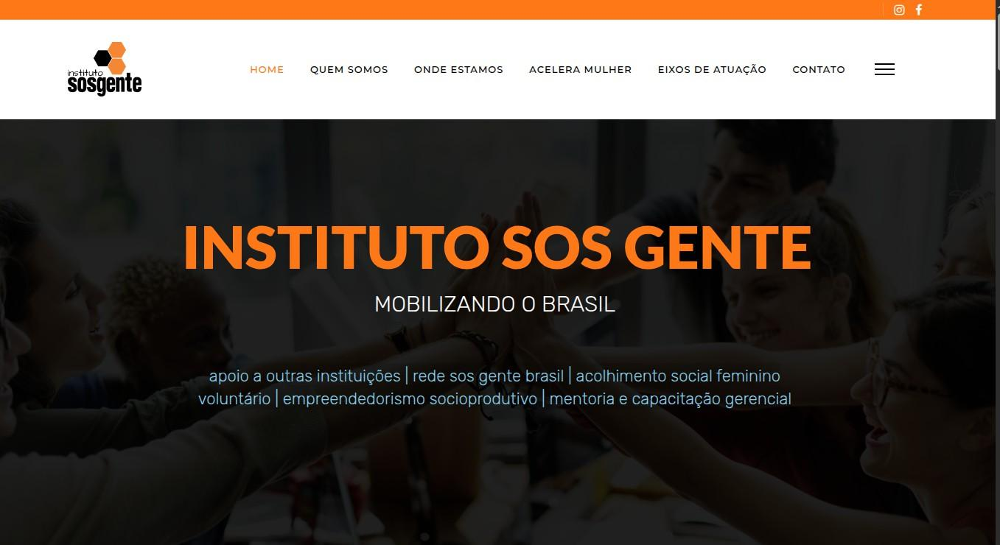 instituto
sosgente
HOME QUEM SOMOS ONDE ESTAMOS ACELERA MULHER EIXOS DE ATUAÇÃO CONTATO
INSTITUTO SOS GENTE
MOBILIZANDO O BRASIL
apoio a outras instituições | rede sos gente brasil | acolhimento social feminino
voluntário | empreendedorismo socioprodutivo | mentoria e capacitação gerencial